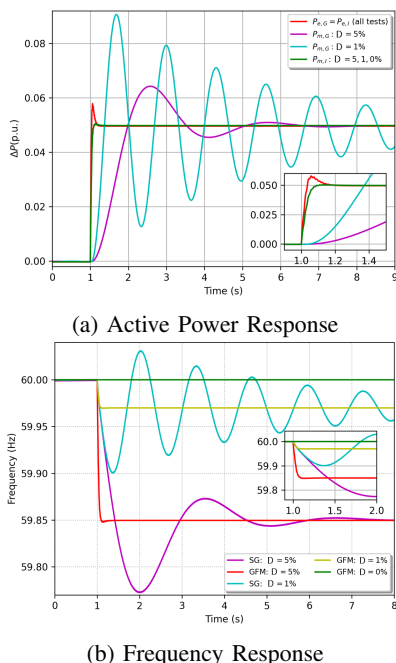 P_{e,G} = P_{e,I} (all tests)
P_{m,G} : D = 5%
P_{m,G} : D = 1%
P_{m,I} : D = 5, 1, 0%
ΔP(p.u.)
0.08
0.06
0.04
0.02
0.00
0.050
0.025
0.000
1.0 1.2 1.4
0 1 2 3 4 5 6 7 8 9
Time (s)
(a) Active Power Response
Frequency (Hz)
60.00
59.95
59.90
59.85
59.80
60.0
59.9
59.8
1.0 1.5 2.0
SG: D = 5%
GFM: D = 5%
SG: D = 1%
GFM: D = 1%
GFM: D = 0%
0 1 2 3 4 5 6 7 8 9
Time (s)
(b) Frequency Response